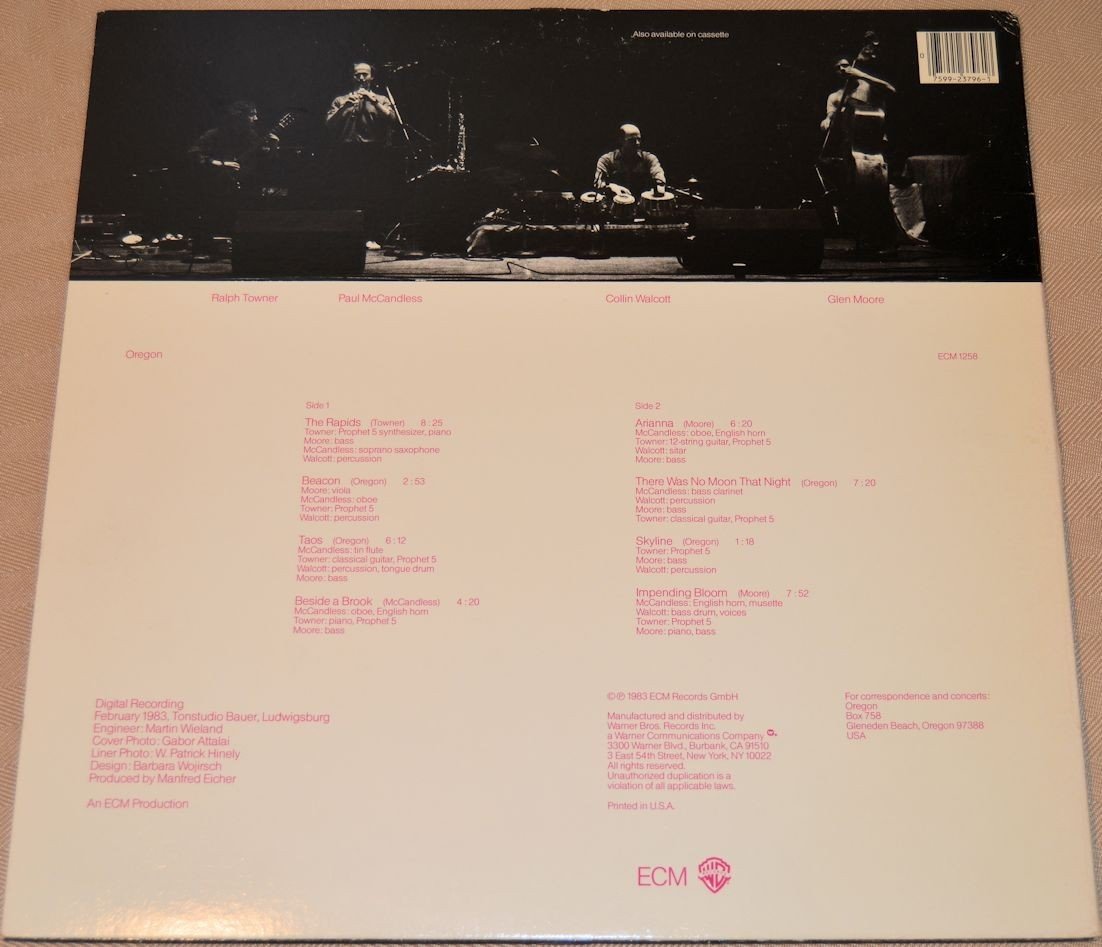 Also available on cassette
0
7599-23796-1
Ralph Towner
Paul McCandless
Collin Walcott
Glen Moore
Oregon
ECM 1258
Side 1
The Rapids (Towner) 8:25
Towner: Prophet 5 synthesizer, piano
Moore: bass
McCandless: soprano saxophone
Walcott: percussion
Beacon (Oregon) 2:53
Moore: viola
McCandless: oboe
Towner: Prophet 5
Walcott: percussion
Taos (Oregon) 6:12
McCandless: tin flute
Towner: classical guitar, Prophet 5
Walcott: percussion, tongue drum
Moore: bass
Beside a Brook (McCandless) 4:20
McCandless: oboe, English horn
Towner: piano, Prophet 5
Moore: bass
Side 2
Arianna (Moore) 6:20
McCandless: oboe, English horn
Towner: 12-string guitar, Prophet 5
Walcott: sitar
Moore: bass
There Was No Moon That Night (Oregon) 7:20
McCandless: bass clarinet
Walcott: percussion
Moore: bass
Towner: classical guitar, Prophet 5
Skyline (Oregon) 1:18
Towner: Prophet 5
Moore: bass
Walcott: percussion
Impending Bloom (Moore) 7:52
McCandless: English horn, musette
Walcott: bass drum, voices
Towner: Prophet 5
Moore: piano, bass
Digital Recording
February 1983, Tonstudio Bauer, Ludwigsburg
Engineer: Martin Wieland
Cover Photo: Gabor Attalai
Liner Photo: W. Patrick Hinely
Design: Barbara Wojirsch
Produced by Manfred Eicher
An ECM Production
©℗ 1983 ECM Records GmbH
Manufactured and distributed by
Warner Bros. Records Inc.
a Warner Communications Company
3300 Warner Blvd., Burbank, CA 91510
3 East 54th Street, New York, NY 10022
All rights reserved.
Unauthorized duplication is a
violation of all applicable laws.
Printed in U.S.A.
For correspondence and concerts:
Oregon
Box 758
Gleneden Beach, Oregon 97388
USA
ECM